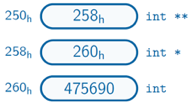 250h 258h int **
258h 260h int *
260h 475690 int